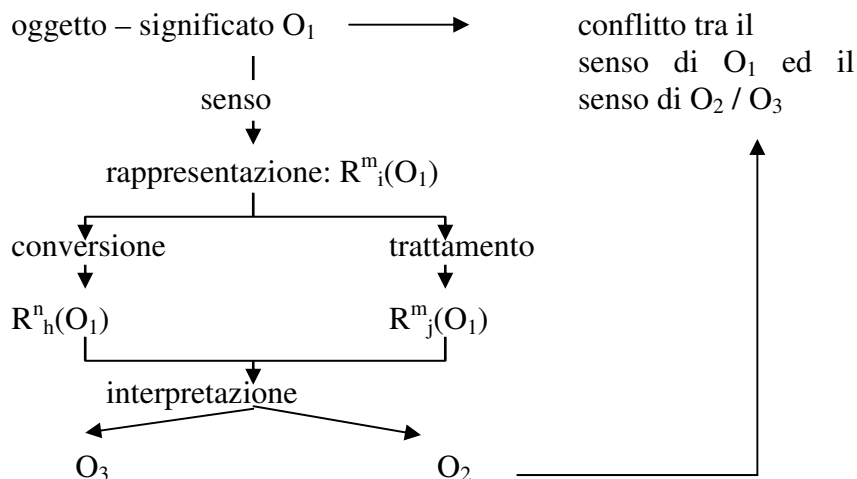 oggetto – significato O₁
conflitto tra il
senso di O₁ ed il
senso di O₂ / O₃
senso
rappresentazione: Rᵐᵢ(O₁)
conversione
trattamento
Rⁿₕ(O₁)
Rᵐⱼ(O₁)
interpretazione
O₃
O₂